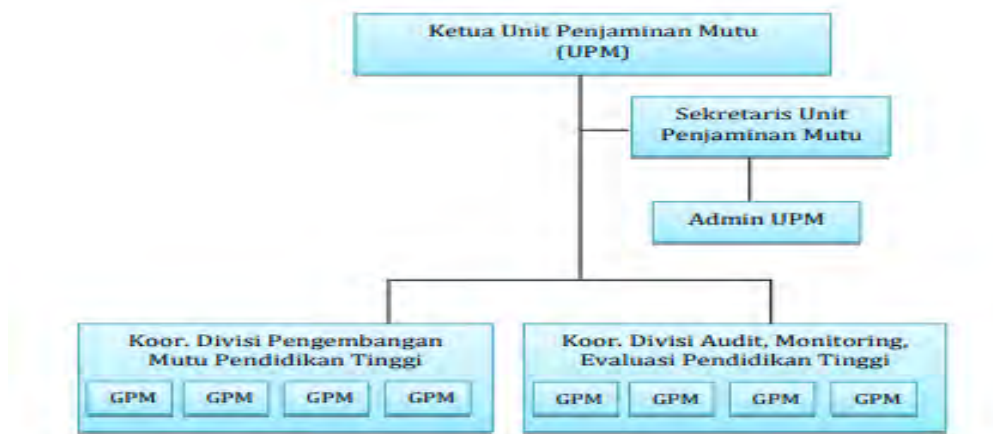 Ketua Unit Penjaminan Mutu
(UPM)
Sekretaris Unit
Penjaminan Mutu
Admin UPM
Koor. Divisi Pengembangan
Mutu Pendidikan Tinggi
GPM GPM GPM GPM
Koor. Divisi Audit, Monitoring,
Evaluasi Pendidikan Tinggi
GPM GPM GPM GPM